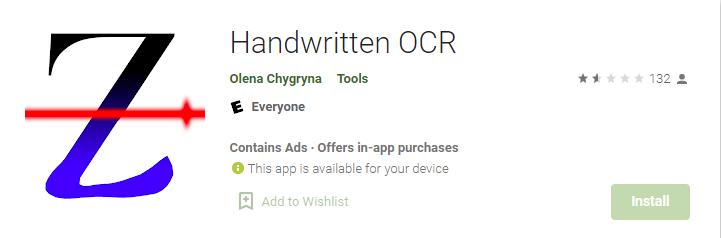 Handwritten OCR
Olena Chygryna Tools 132
E Everyone
Contains Ads · Offers in-app purchases
This app is available for your device
Add to Wishlist
Install
Z